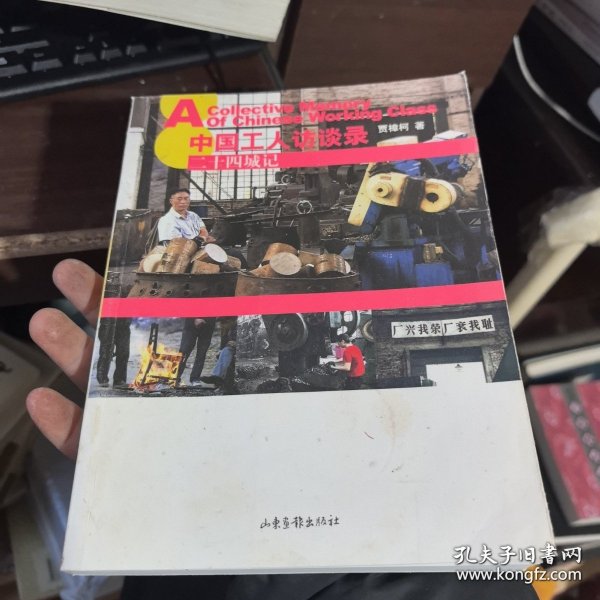 A Collective Memory
Of Chinese Working Class
中国工人访谈录
贾樟柯 著
二十四城记
厂兴我荣厂衰我耻
山东画报出版社
孔夫子旧书网
www.kongfz.com